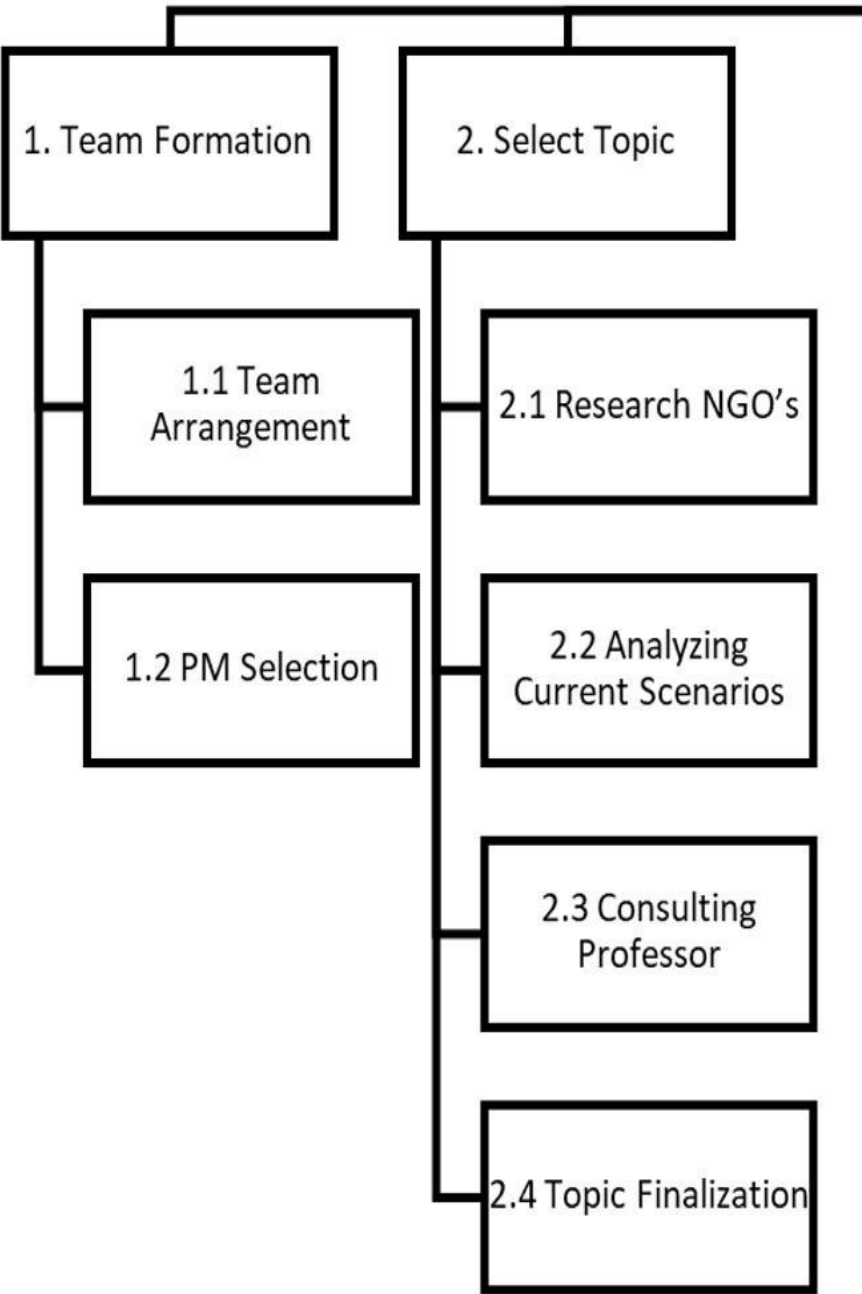 1. Team Formation
2. Select Topic
1.1 Team
Arrangement
2.1 Research NGO’s
1.2 PM Selection
2.2 Analyzing
Current Scenarios
2.3 Consulting
Professor
2.4 Topic Finalization